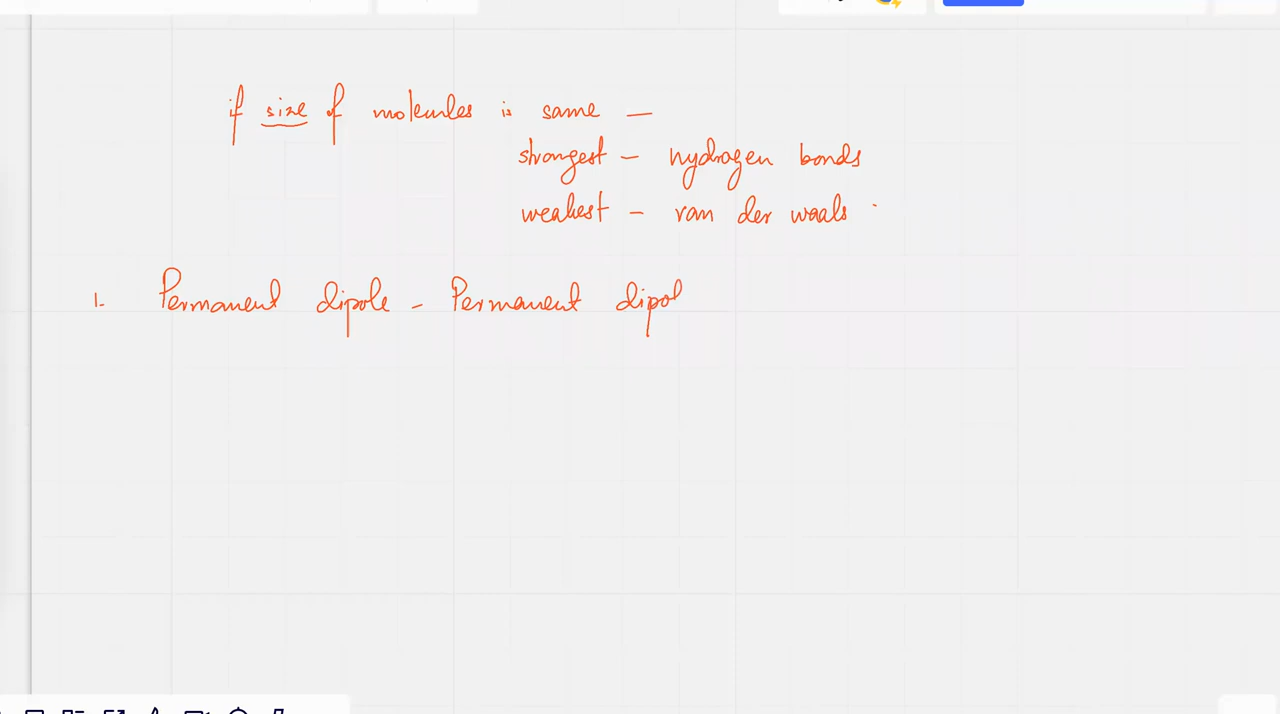 if size of molecules is same —
strongest – hydrogen bonds
weakest – van der waals .
1. Permanent dipole - Permanent dipol